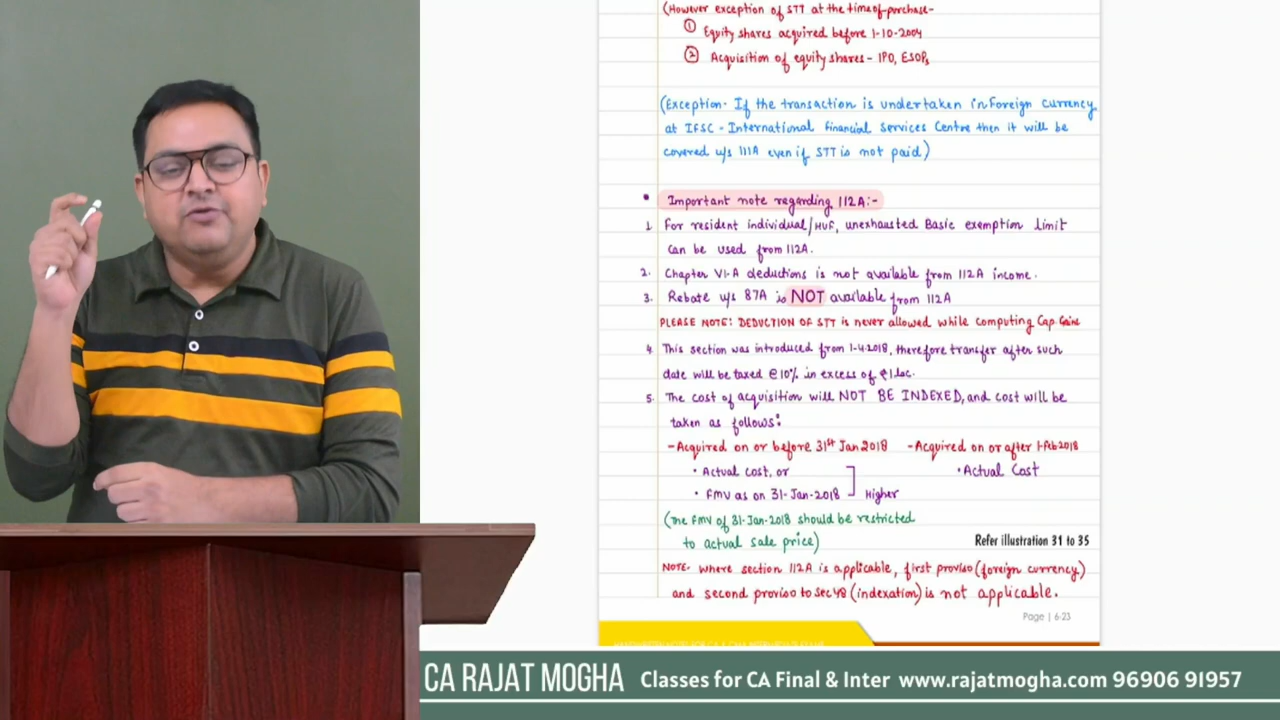 (However exception of STT at the time of purchase-
① Equity shares acquired before 1-10-2004
② Acquisition of equity shares - IPO, ESOPs
(Exception- If the transaction is undertaken in Foreign currency
at IFSC - International Financial Services Centre then it will be
covered u/s 111A even if STT is not paid)
• Important note regarding 112A:-
1. For resident individual/HUF, unexhausted Basic exemption limit
can be used from 112A.
2. Chapter VI-A deductions is not available from 112A income.
3. Rebate u/s 87A is NOT available from 112A
PLEASE NOTE: DEDUCTION OF STT is never allowed while computing Cap. Gains
4. This section was introduced from 1-4-2018, therefore transfer after such
date will be taxed @10% in excess of ₹1 lac.
5. The cost of acquisition will NOT BE INDEXED, and cost will be
taken as follows:
-Acquired on or before 31st Jan 2018 -Acquired on or after 1-Feb 2018
• Actual cost, or • Actual Cost
• FMV as on 31-Jan-2018 Higher
(The FMV of 31-Jan-2018 should be restricted
to actual sale price)
Refer illustration 31 to 35
NOTE- Where section 112A is applicable, first proviso (foreign currency)
and second proviso to Sec 48 (indexation) is not applicable.
Page | 6-23
CA RAJAT MOGHA Classes for CA Final & Inter www.rajatmogha.com 96906 91957